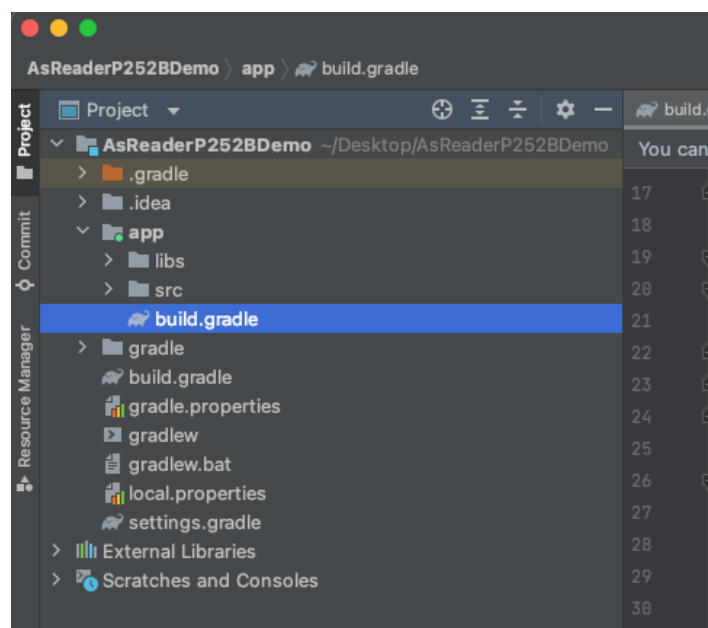 AsReaderP252BDemo 〉 app 〉 build.gradle
Project
Commit
Resource Manager
Project
AsReaderP252BDemo ~/Desktop/AsReaderP252BDemo
.gradle
.idea
app
libs
src
build.gradle
gradle
build.gradle
gradle.properties
gradlew
gradlew.bat
local.properties
settings.gradle
External Libraries
Scratches and Consoles
build.
You can
17
18
19
20
21
22
23
24
25
26
27
28
29
30